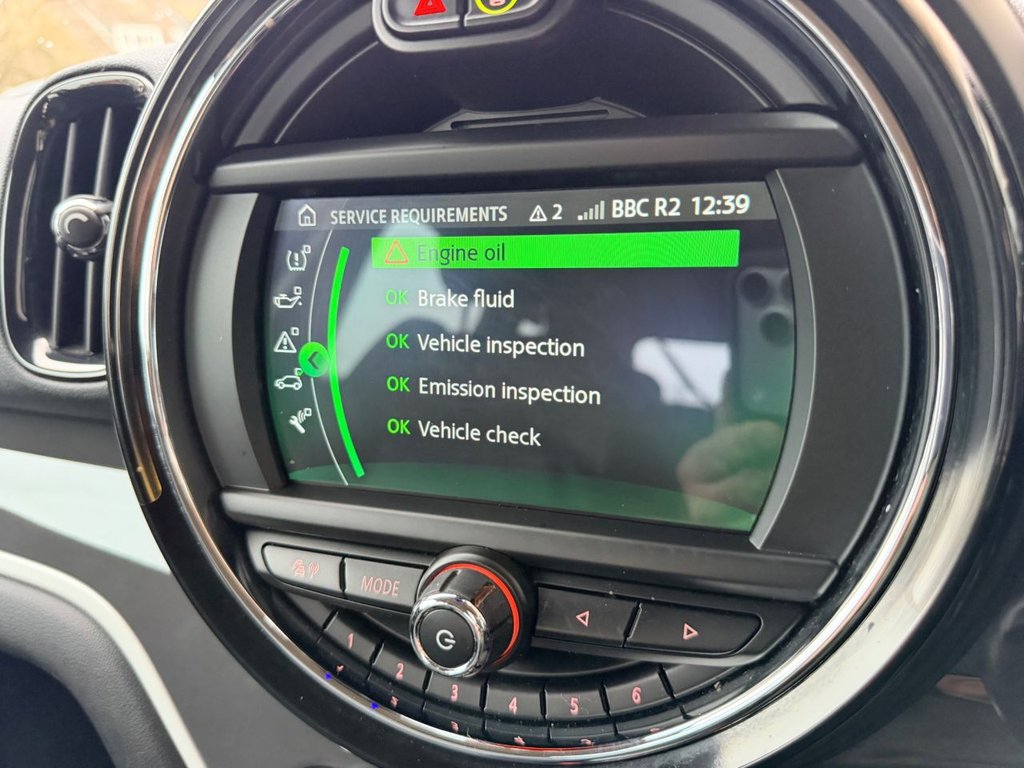 SERVICE REQUIREMENTS 2 BBC R2 12:39
Engine oil
OK Brake fluid
OK Vehicle inspection
OK Emission inspection
OK Vehicle check
MODE
1 2 3 4 5 6